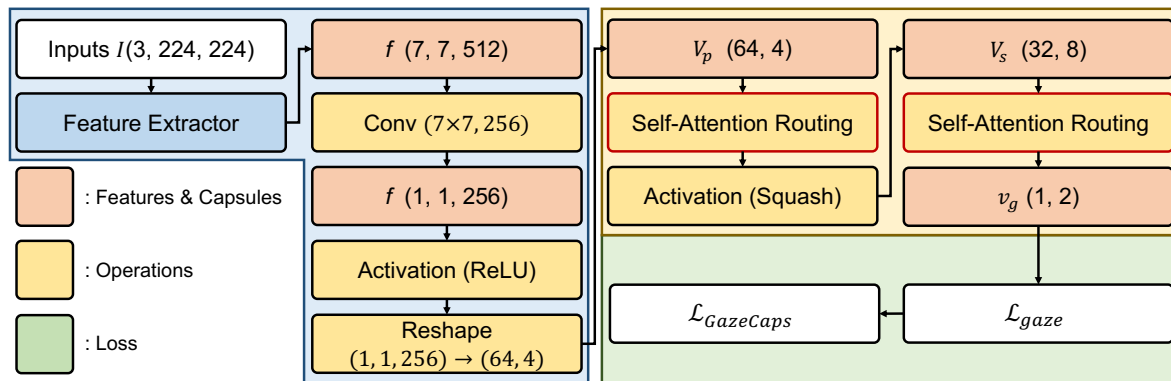 Inputs I(3, 224, 224)
Feature Extractor
f (7, 7, 512)
Conv (7×7, 256)
f (1, 1, 256)
Activation (ReLU)
Reshape
(1, 1, 256) → (64, 4)
V_p (64, 4)
Self-Attention Routing
Activation (Squash)
V_s (32, 8)
Self-Attention Routing
v_g (1, 2)
ℒ_gaze
ℒ_GazeCaps
: Features & Capsules
: Operations
: Loss